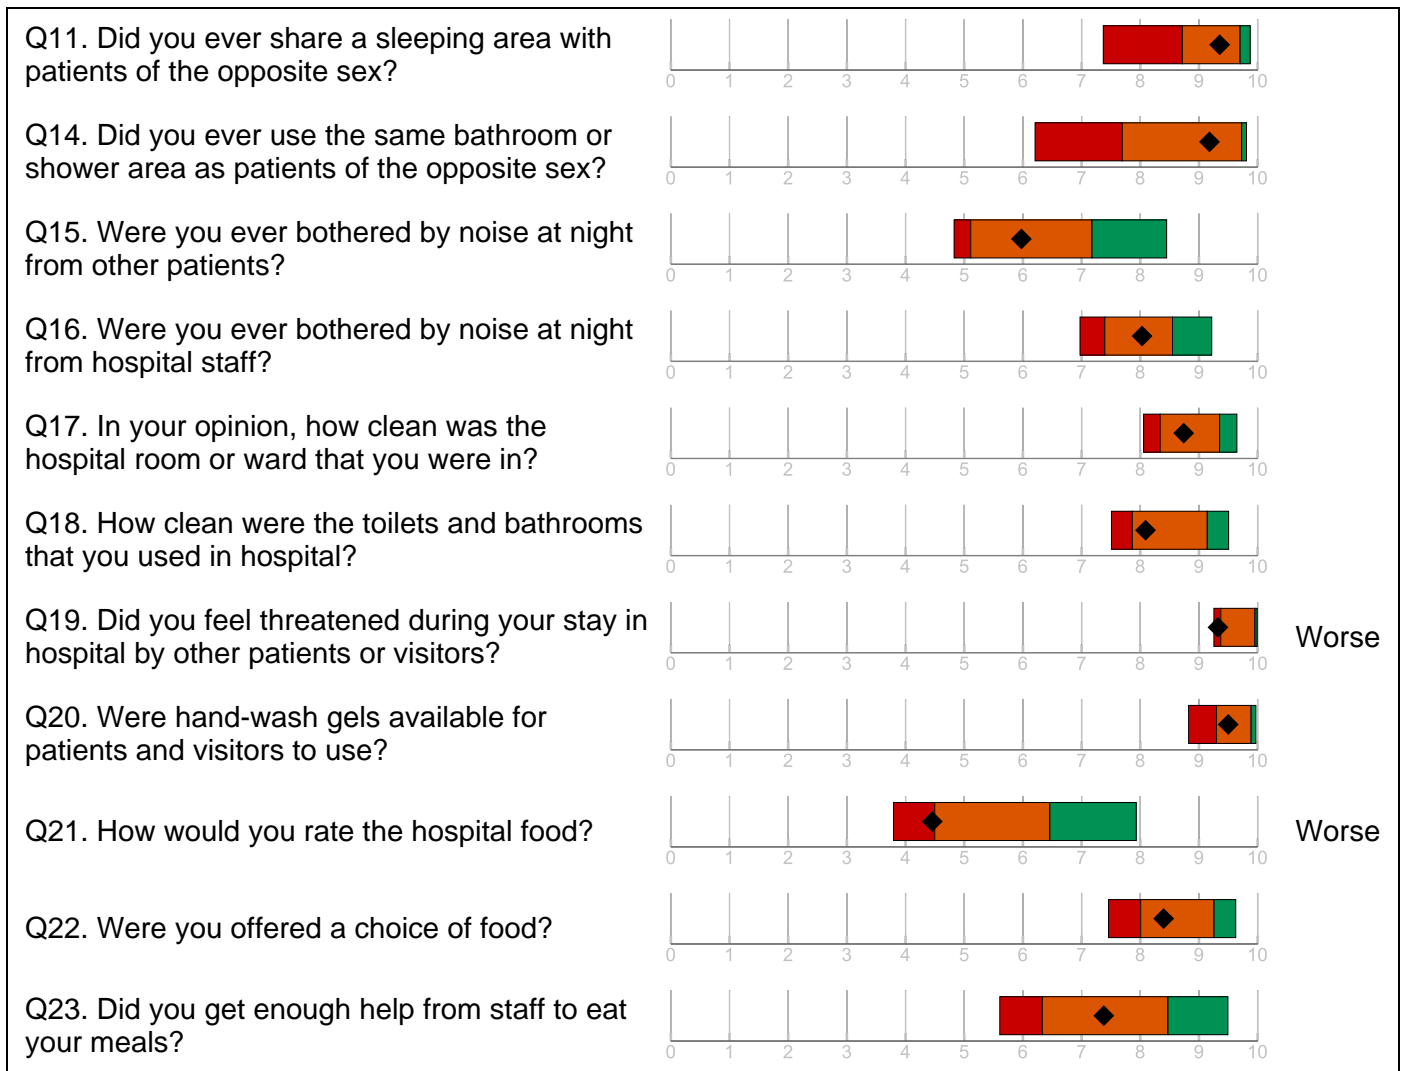 Q11. Did you ever share a sleeping area with
patients of the opposite sex?
0 1 2 3 4 5 6 7 8 9 10
Q14. Did you ever use the same bathroom or
shower area as patients of the opposite sex?
0 1 2 3 4 5 6 7 8 9 10
Q15. Were you ever bothered by noise at night
from other patients?
0 1 2 3 4 5 6 7 8 9 10
Q16. Were you ever bothered by noise at night
from hospital staff?
0 1 2 3 4 5 6 7 8 9 10
Q17. In your opinion, how clean was the
hospital room or ward that you were in?
0 1 2 3 4 5 6 7 8 9 10
Q18. How clean were the toilets and bathrooms
that you used in hospital?
0 1 2 3 4 5 6 7 8 9 10
Q19. Did you feel threatened during your stay in
hospital by other patients or visitors?
Worse
0 1 2 3 4 5 6 7 8 9 10
Q20. Were hand-wash gels available for
patients and visitors to use?
0 1 2 3 4 5 6 7 8 9 10
Q21. How would you rate the hospital food?
Worse
0 1 2 3 4 5 6 7 8 9 10
Q22. Were you offered a choice of food?
0 1 2 3 4 5 6 7 8 9 10
Q23. Did you get enough help from staff to eat
your meals?
0 1 2 3 4 5 6 7 8 9 10